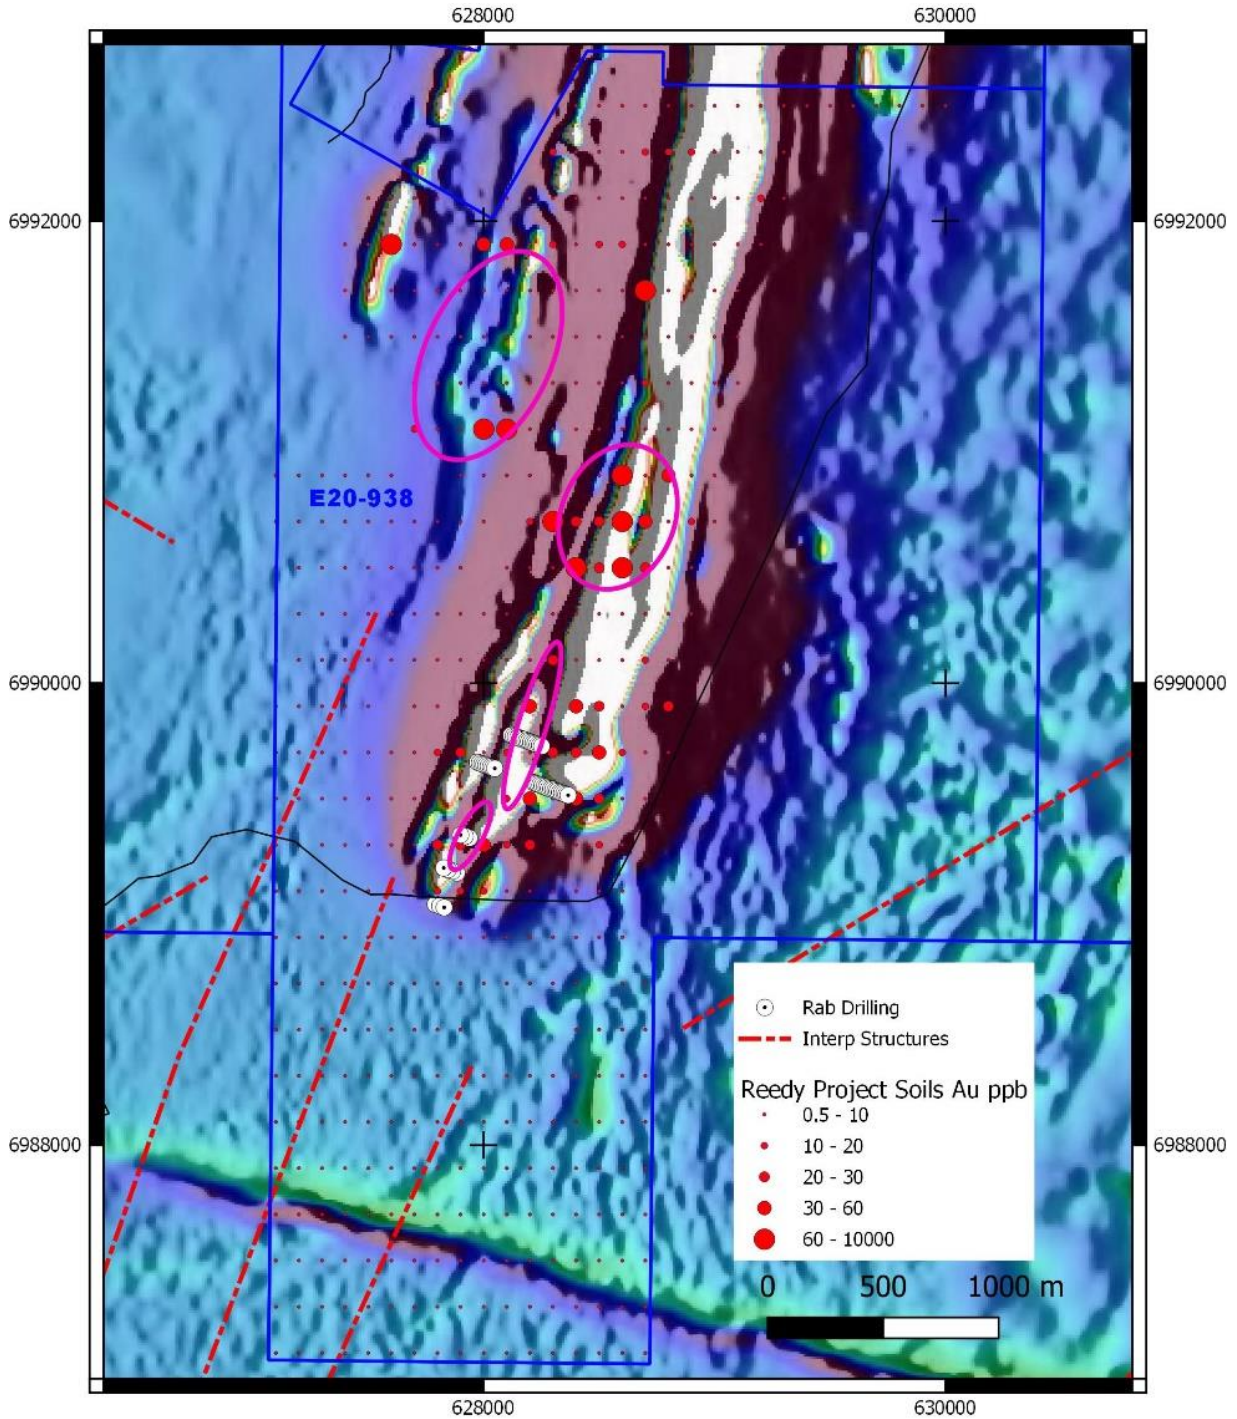 628000 630000
6992000 6992000
E20-938
6990000 6990000
Rab Drilling
Interp Structures
Reedy Project Soils Au ppb
0.5 - 10
10 - 20
6988000 6988000
20 - 30
30 - 60
60 - 10000
0 500 1000 m
628000 630000